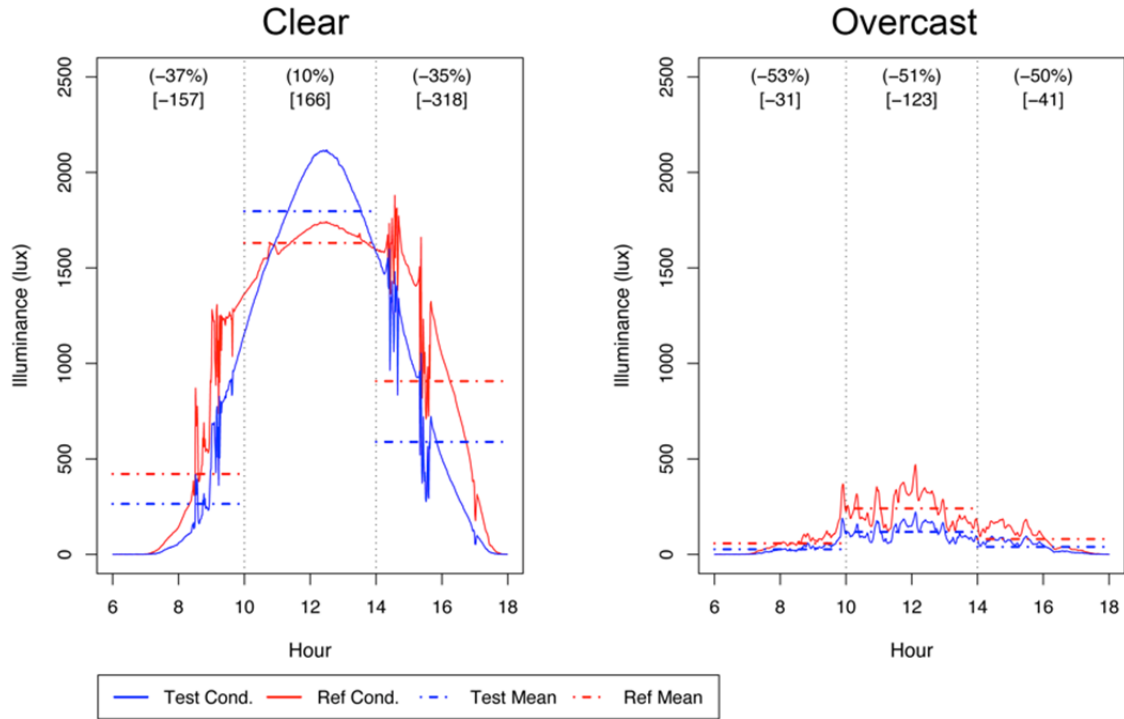 Clear
Overcast
(−37%) (10%) (−35%)
[−157] [166] [−318]
(−53%) (−51%) (−50%)
[−31] [−123] [−41]
Illuminance (lux)
2500
2000
1500
1000
500
0
6 8 10 12 14 16 18
Hour
Illuminance (lux)
2500
2000
1500
1000
500
0
6 8 10 12 14 16 18
Hour
Test Cond. Ref Cond. Test Mean Ref Mean